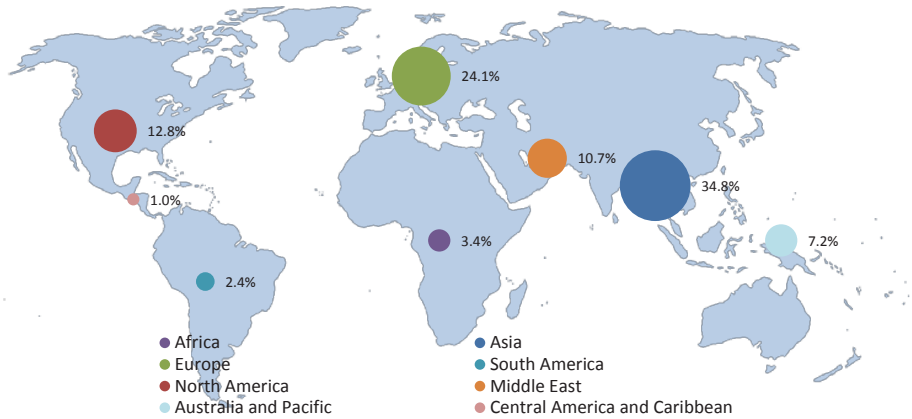 24.1%
12.8%
10.7%
34.8%
1.0%
3.4%
7.2%
2.4%
Africa
Asia
Europe
South America
North America
Middle East
Australia and Pacific
Central America and Caribbean